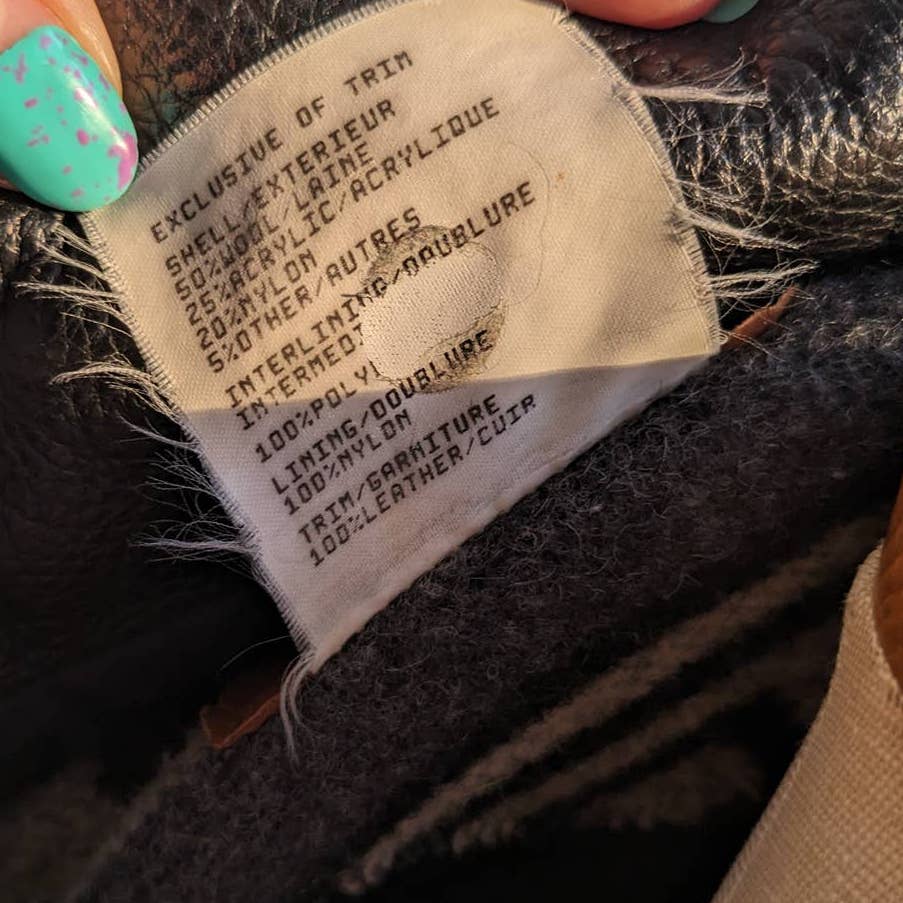 EXCLUSIVE OF TRIM
SHELL/EXTERIEUR
50%WOOL/LAINE
25%ACRYLIC/ACRYLIQUE
20%NYLON
5%OTHER/AUTRES
INTERLINING/DOUBLURE
100%
LINING/DOUBLURE
100%NYLON
TRIM/GARNITURE
100%LEATHER/CUIR